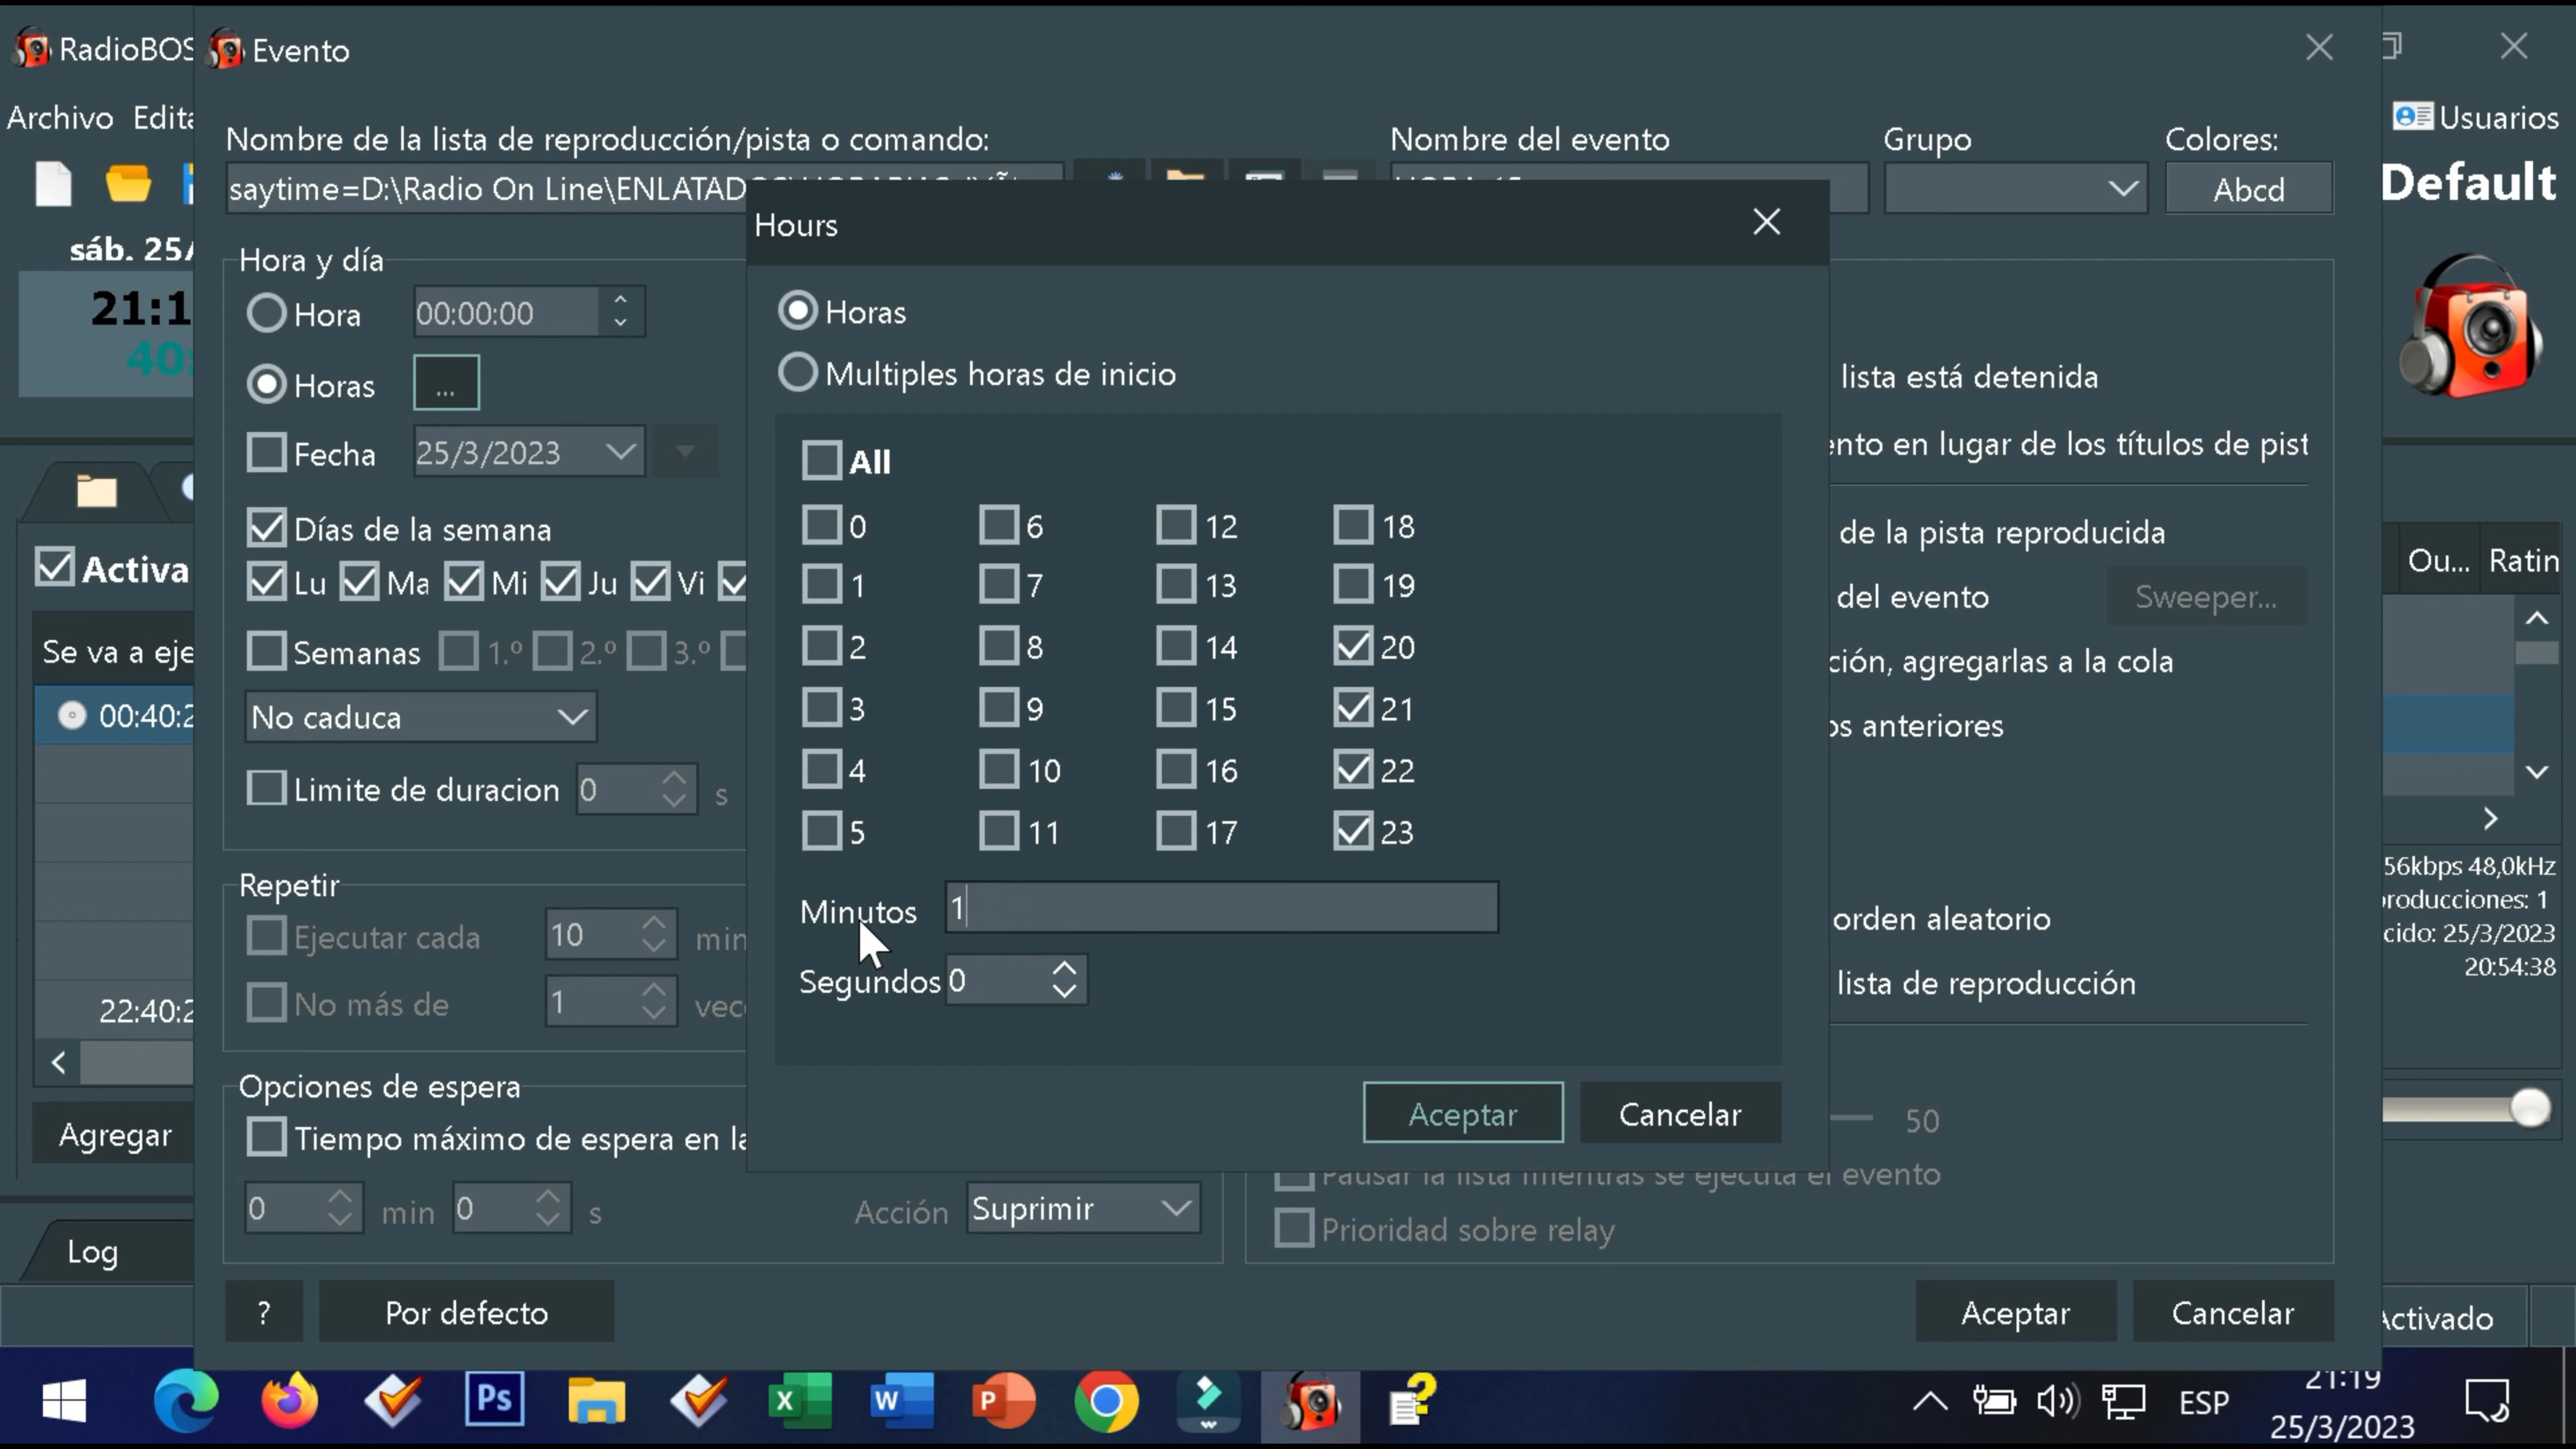 RadioBOS
Archivo Edita
sáb. 25/
21:1
40:
Activa
Se va a eje
00:40:2
22:40:2
Agregar
Log
Evento
Nombre de la lista de reproducción/pista o comando:
saytime=D:\Radio On Line\ENLATADOS
Nombre del evento
Grupo
Colores:
Abcd
Hora y día
Hora 00:00:00
Horas ...
Fecha 25/3/2023
Días de la semana
Lu Ma Mi Ju Vi
Semanas 1.º 2.º 3.º
No caduca
Limite de duracion 0 s
Repetir
Ejecutar cada 10 min
No más de 1 vec
Opciones de espera
Tiempo máximo de espera en la
0 min 0 s Acción Suprimir
? Por defecto
Hours
Horas
Multiples horas de inicio
All
0 6 12 18
1 7 13 19
2 8 14 20
3 9 15 21
4 10 16 22
5 11 17 23
Minutos 1
Segundos 0
Aceptar Cancelar
lista está detenida
ento en lugar de los títulos de pist
de la pista reproducida
del evento Sweeper...
ción, agregarlas a la cola
os anteriores
orden aleatorio
lista de reproducción
50
Pausar la lista mientras se ejecuta el evento
Prioridad sobre relay
Aceptar Cancelar
Usuarios
Default
Ou... Ratin
56kbps 48,0kHz
roducciones: 1
cido: 25/3/2023
20:54:38
Activado
Ps X W P
ESP
21:19
25/3/2023